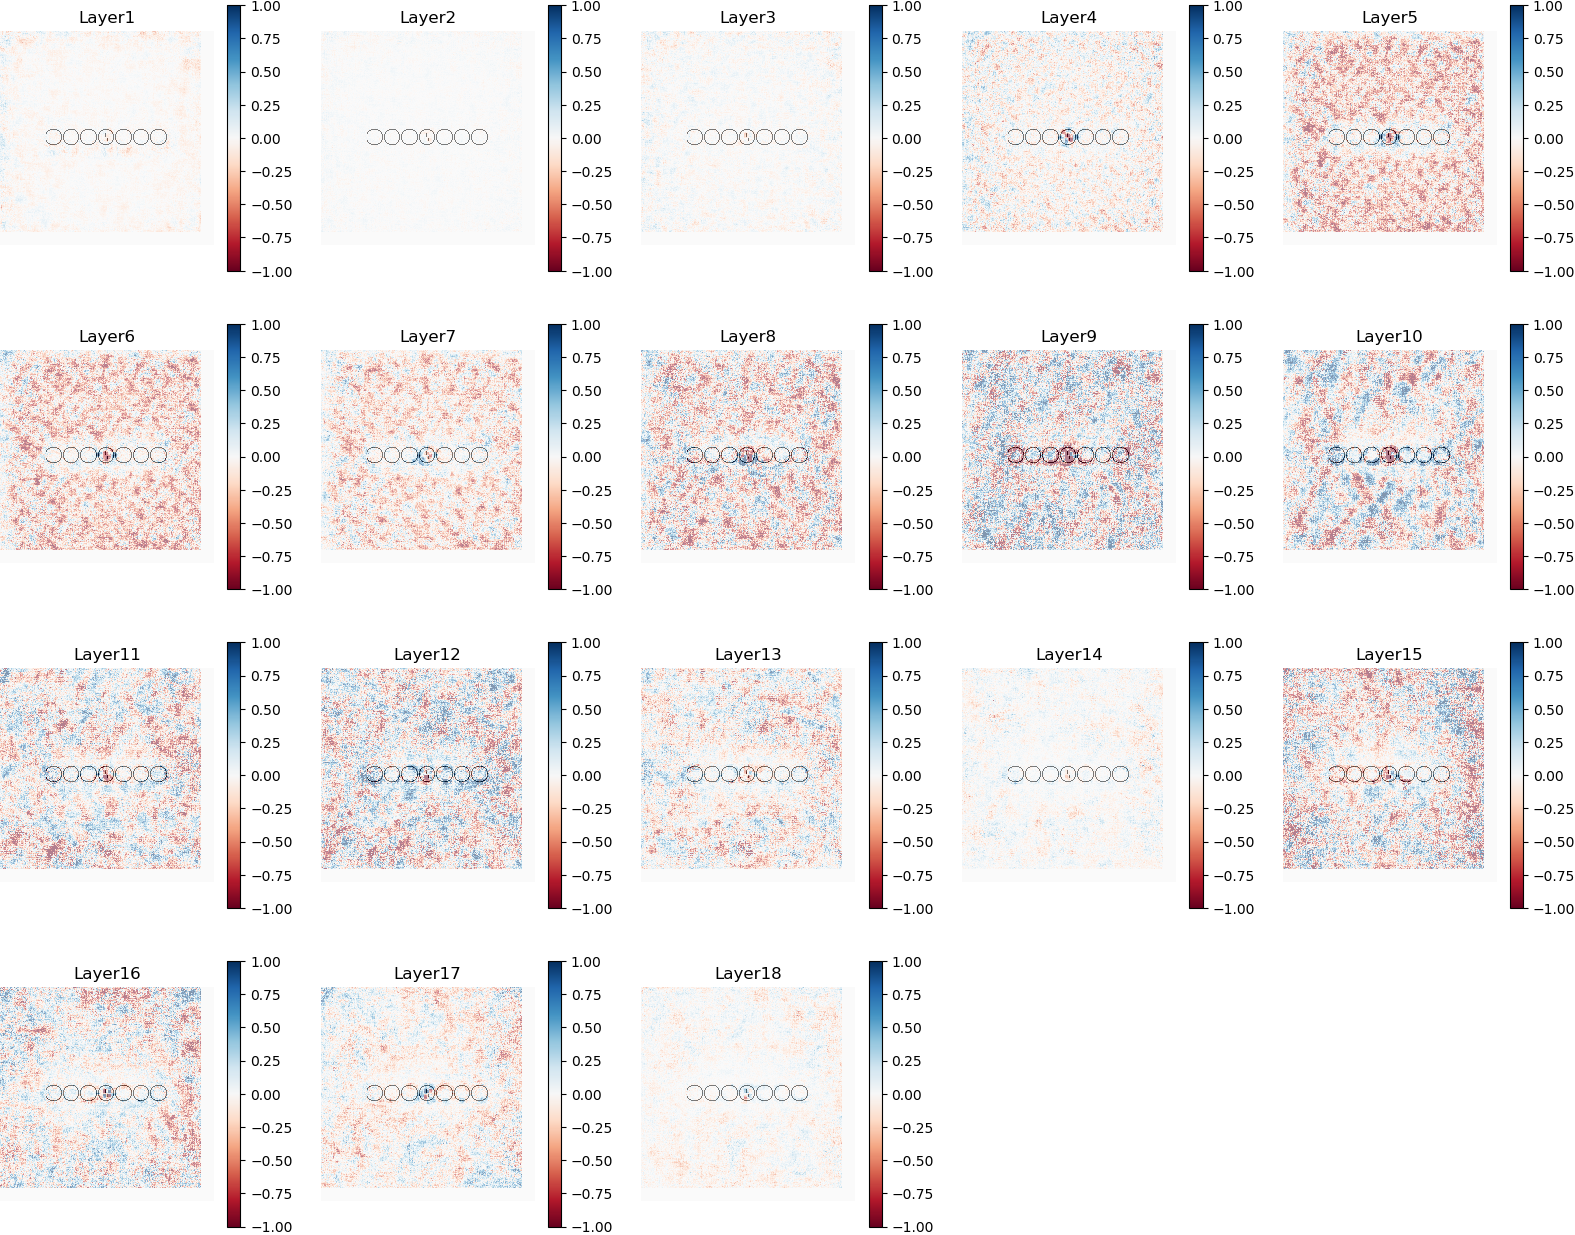 Layer1 Layer2 Layer3 Layer4 Layer5
1.00 1.00 1.00 1.00 1.00
0.75 0.75 0.75 0.75 0.75
0.50 0.50 0.50 0.50 0.50
0.25 0.25 0.25 0.25 0.25
0.00 0.00 0.00 0.00 0.00
−0.25 −0.25 −0.25 −0.25 −0.25
−0.50 −0.50 −0.50 −0.50 −0.50
−0.75 −0.75 −0.75 −0.75 −0.75
−1.00 −1.00 −1.00 −1.00 −1.00
Layer6 Layer7 Layer8 Layer9 Layer10
1.00 1.00 1.00 1.00 1.00
0.75 0.75 0.75 0.75 0.75
0.50 0.50 0.50 0.50 0.50
0.25 0.25 0.25 0.25 0.25
0.00 0.00 0.00 0.00 0.00
−0.25 −0.25 −0.25 −0.25 −0.25
−0.50 −0.50 −0.50 −0.50 −0.50
−0.75 −0.75 −0.75 −0.75 −0.75
−1.00 −1.00 −1.00 −1.00 −1.00
Layer11 Layer12 Layer13 Layer14 Layer15
1.00 1.00 1.00 1.00 1.00
0.75 0.75 0.75 0.75 0.75
0.50 0.50 0.50 0.50 0.50
0.25 0.25 0.25 0.25 0.25
0.00 0.00 0.00 0.00 0.00
−0.25 −0.25 −0.25 −0.25 −0.25
−0.50 −0.50 −0.50 −0.50 −0.50
−0.75 −0.75 −0.75 −0.75 −0.75
−1.00 −1.00 −1.00 −1.00 −1.00
Layer16 Layer17 Layer18
1.00 1.00 1.00
0.75 0.75 0.75
0.50 0.50 0.50
0.25 0.25 0.25
0.00 0.00 0.00
−0.25 −0.25 −0.25
−0.50 −0.50 −0.50
−0.75 −0.75 −0.75
−1.00 −1.00 −1.00